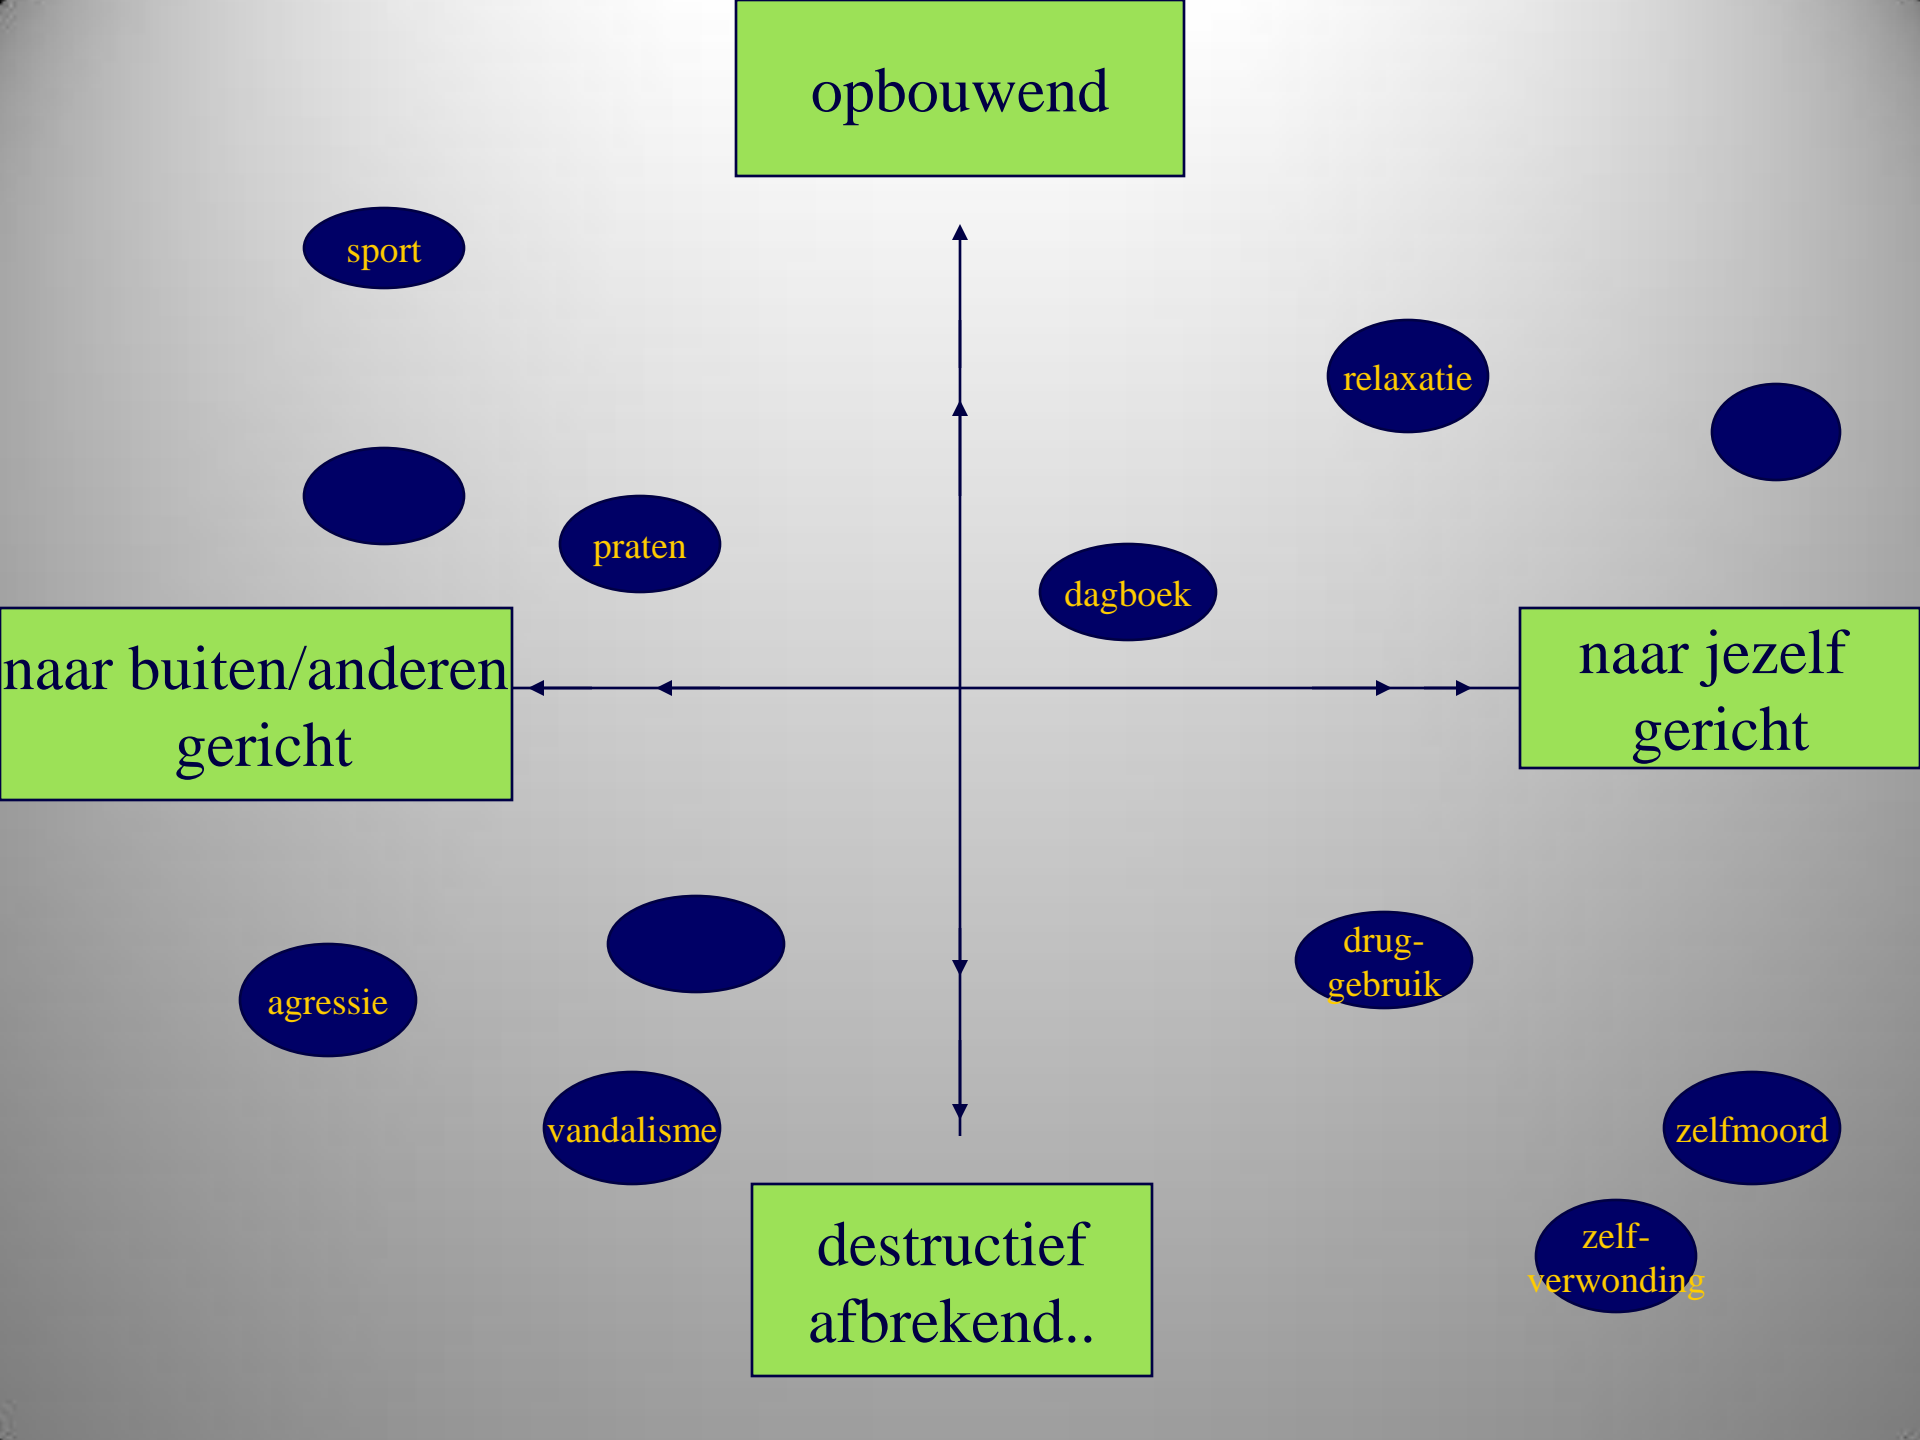 opbouwend
sport
relaxatie
praten
dagboek
naar buiten/anderen
gericht
naar jezelf
gericht
drug-
gebruik
agressie
vandalisme
zelfmoord
destructief
afbrekend..
zelf-
verwonding